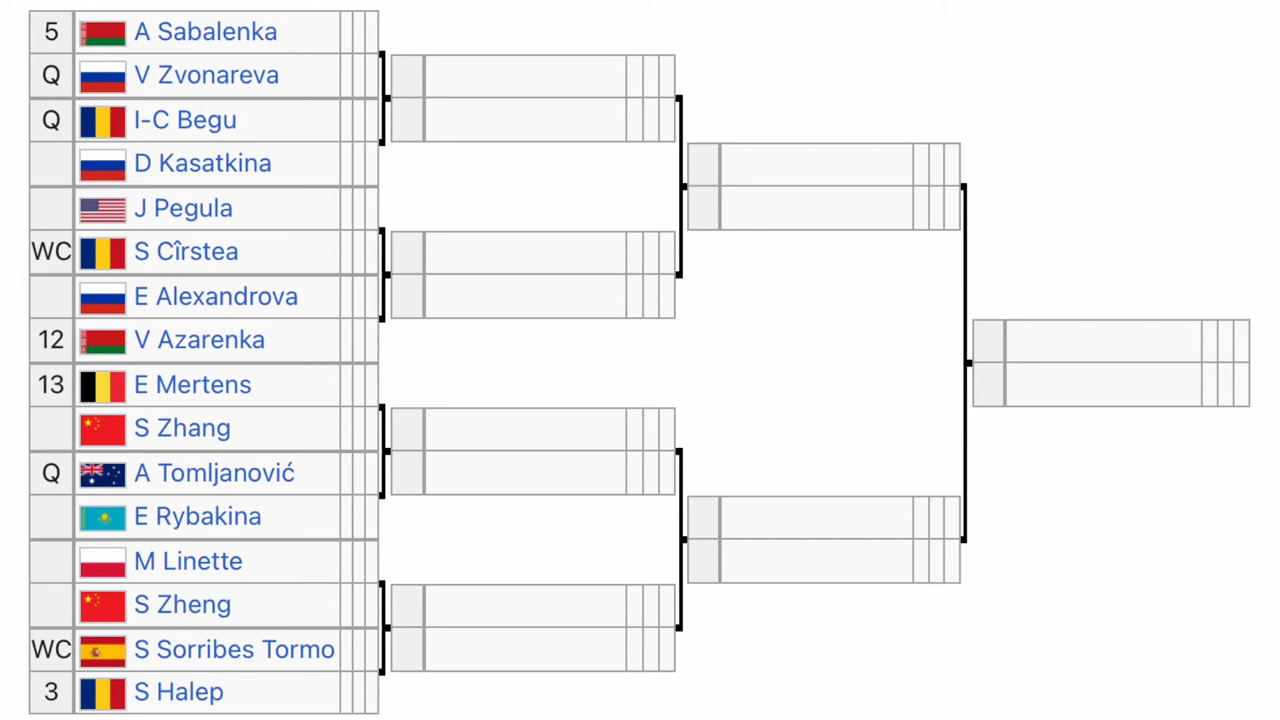 5 A Sabalenka
Q V Zvonareva
Q I-C Begu
D Kasatkina
J Pegula
WC S Cîrstea
E Alexandrova
12 V Azarenka
13 E Mertens
S Zhang
Q A Tomljanović
E Rybakina
M Linette
S Zheng
WC S Sorribes Tormo
3 S Halep